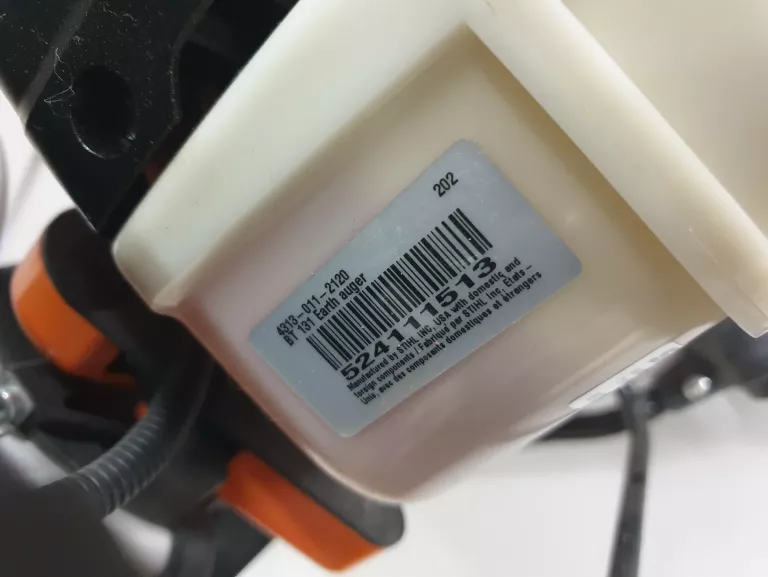 202
4313-011-2120
BT 131 Earth auger
524111513
Manufactured by STIHL INC, USA with domestic and
foreign components / Fabriqué par STIHL Inc, Etats-
Unis, avec des composants domestiques et étrangers